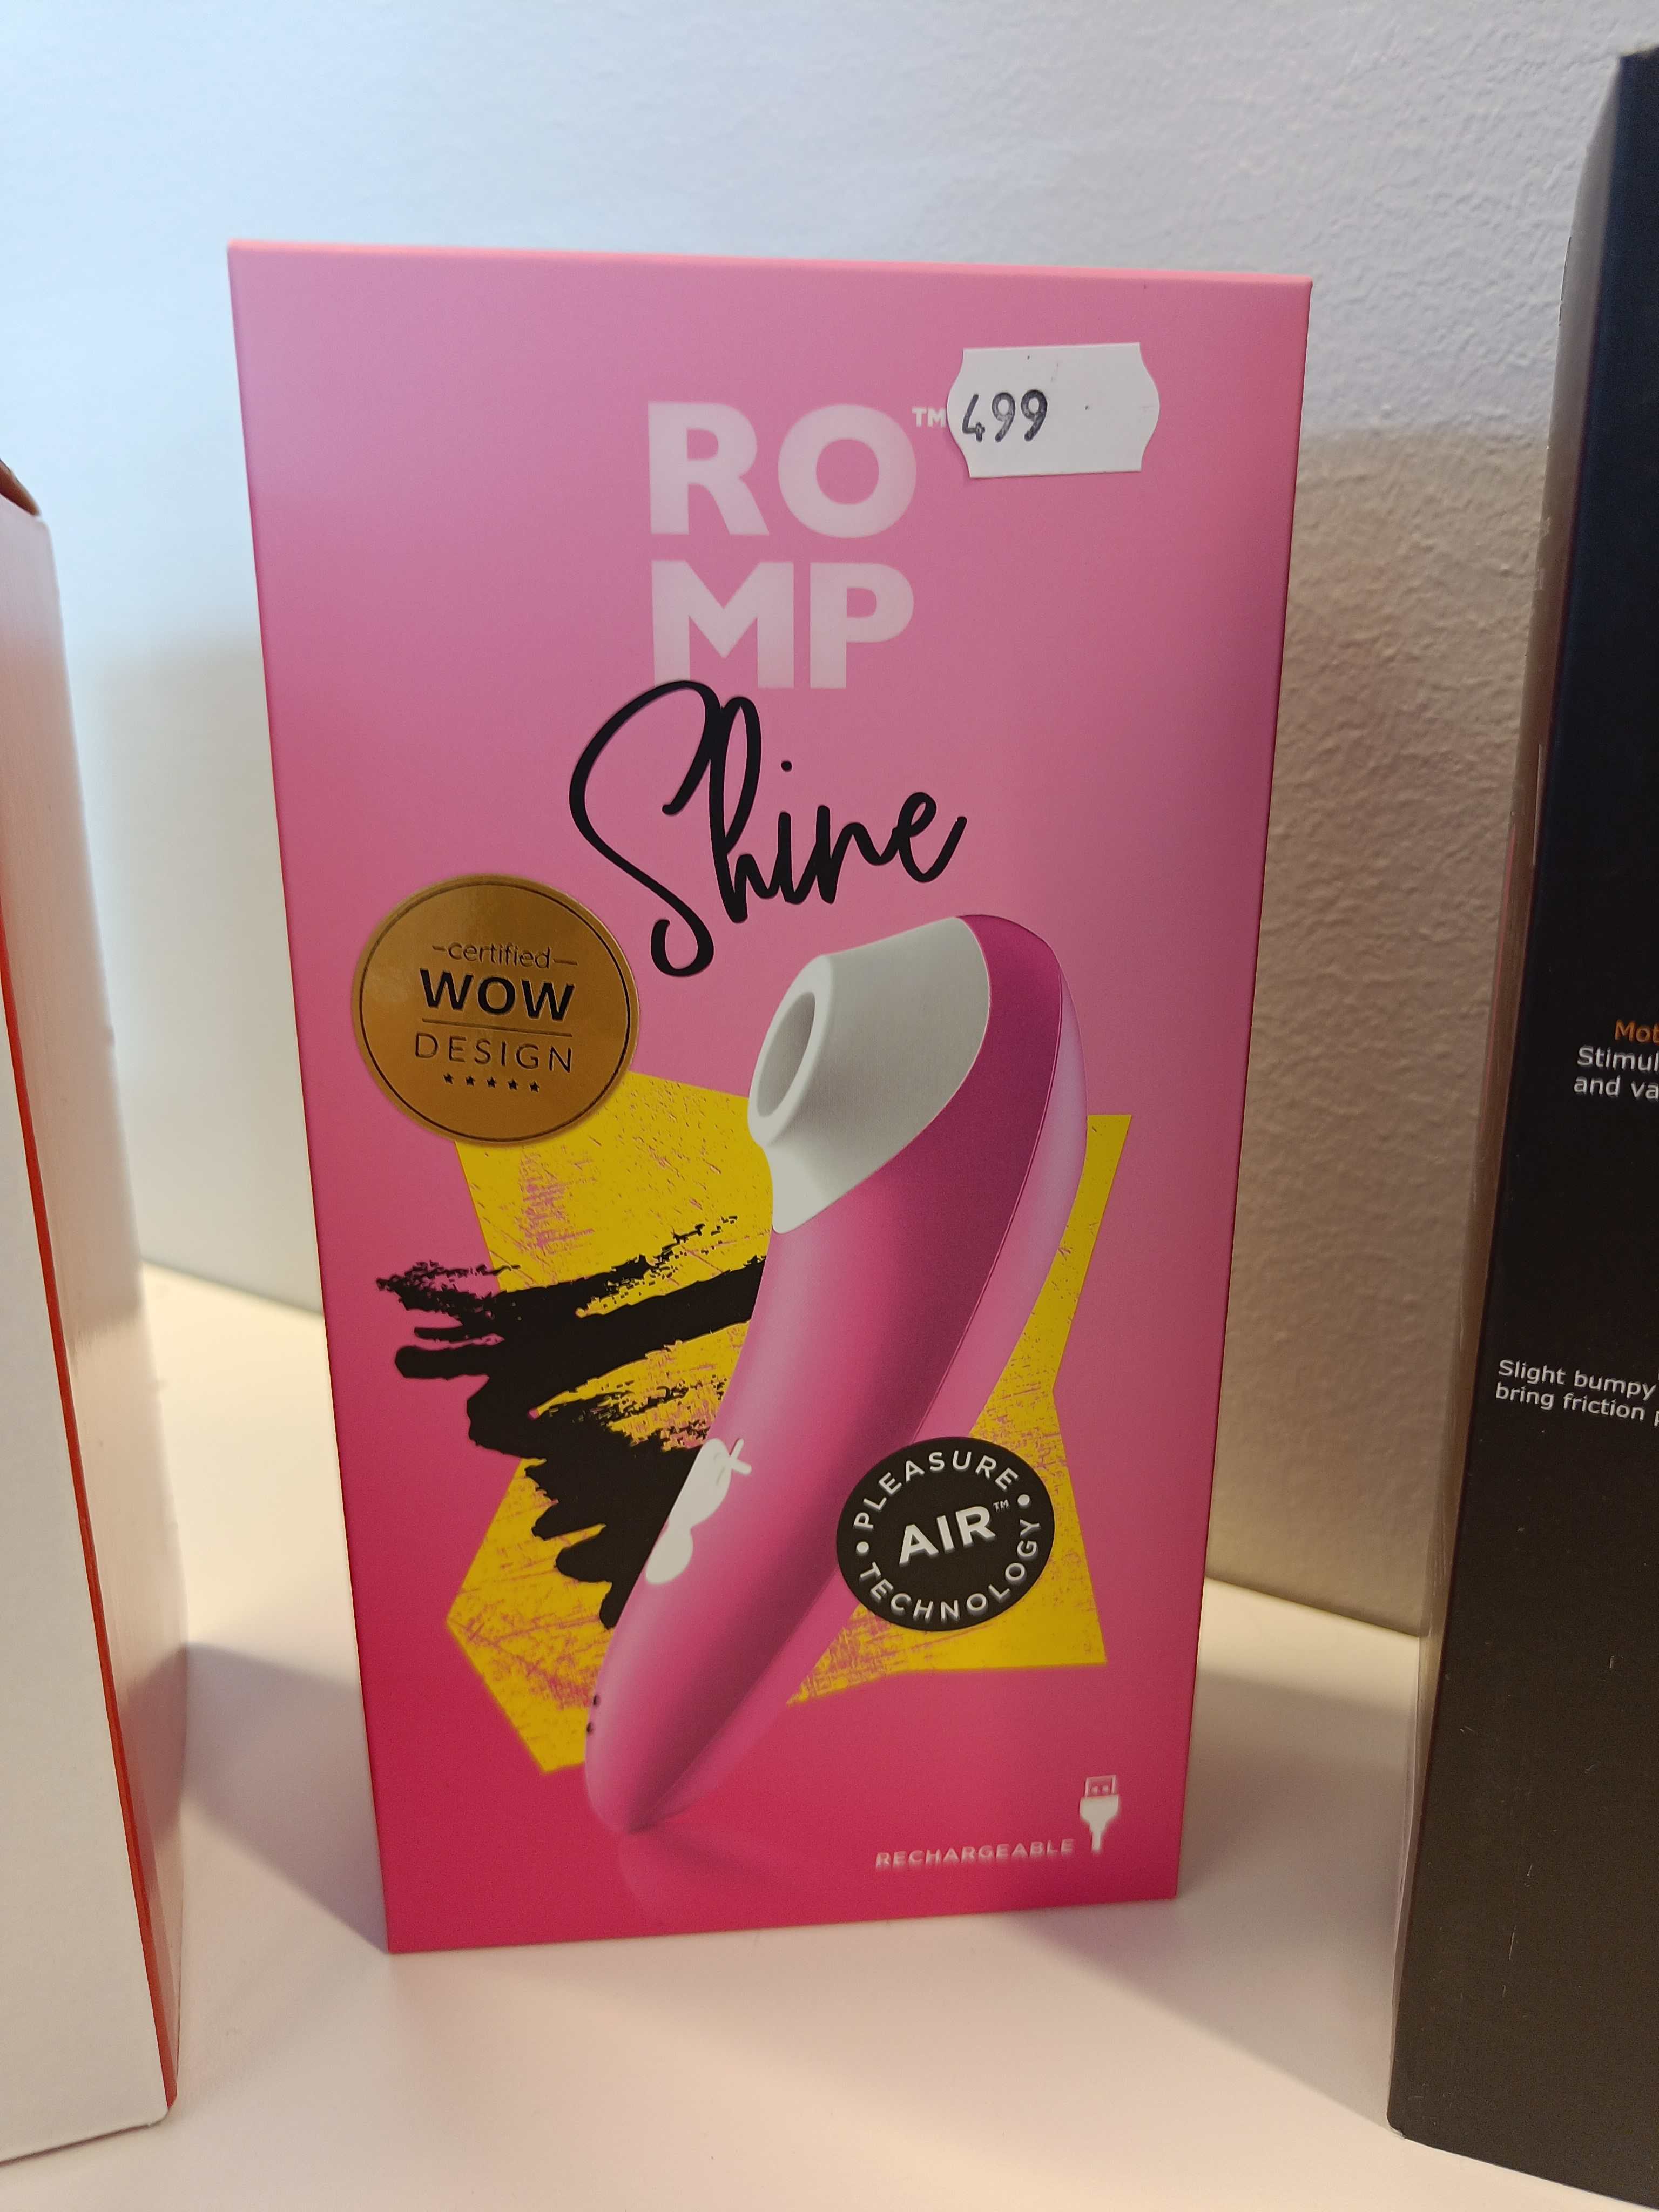 RO™
MP
499
Shine
-certified-
WOW
DESIGN
PLEASURE
AIR™
TECHNOLOGY
RECHARGEABLE
Stimul
and va
Slight bumpy
bring friction